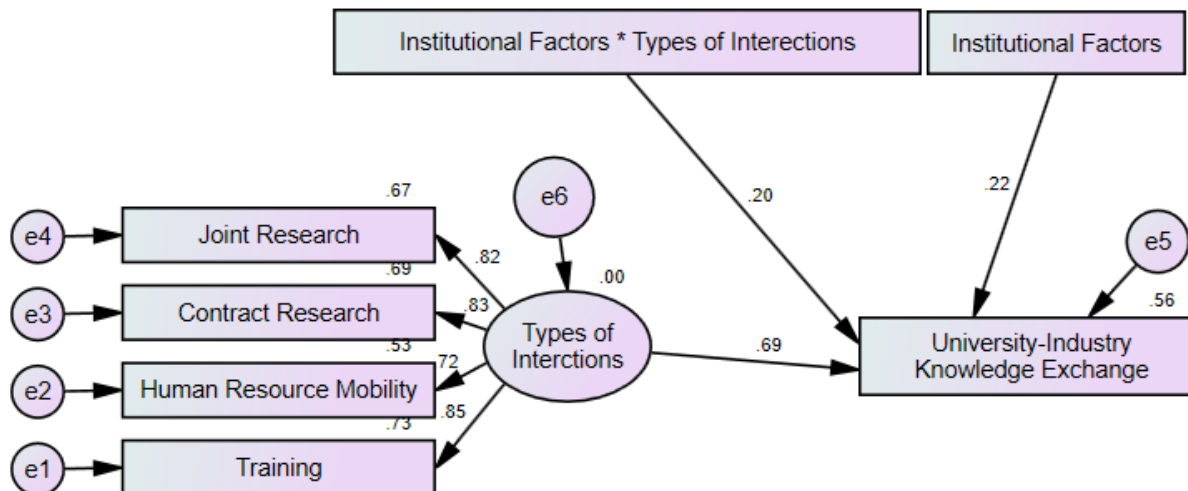 Institutional Factors * Types of Interections
Institutional Factors
.67
e6
e4
Joint Research
.82
.20
.22
e5
.69
.00
.56
e3
Contract Research
.83
Types of
Interctions
University-Industry
Knowledge Exchange
.53
.72
.69
e2
Human Resource Mobility
.73
.85
e1
Training